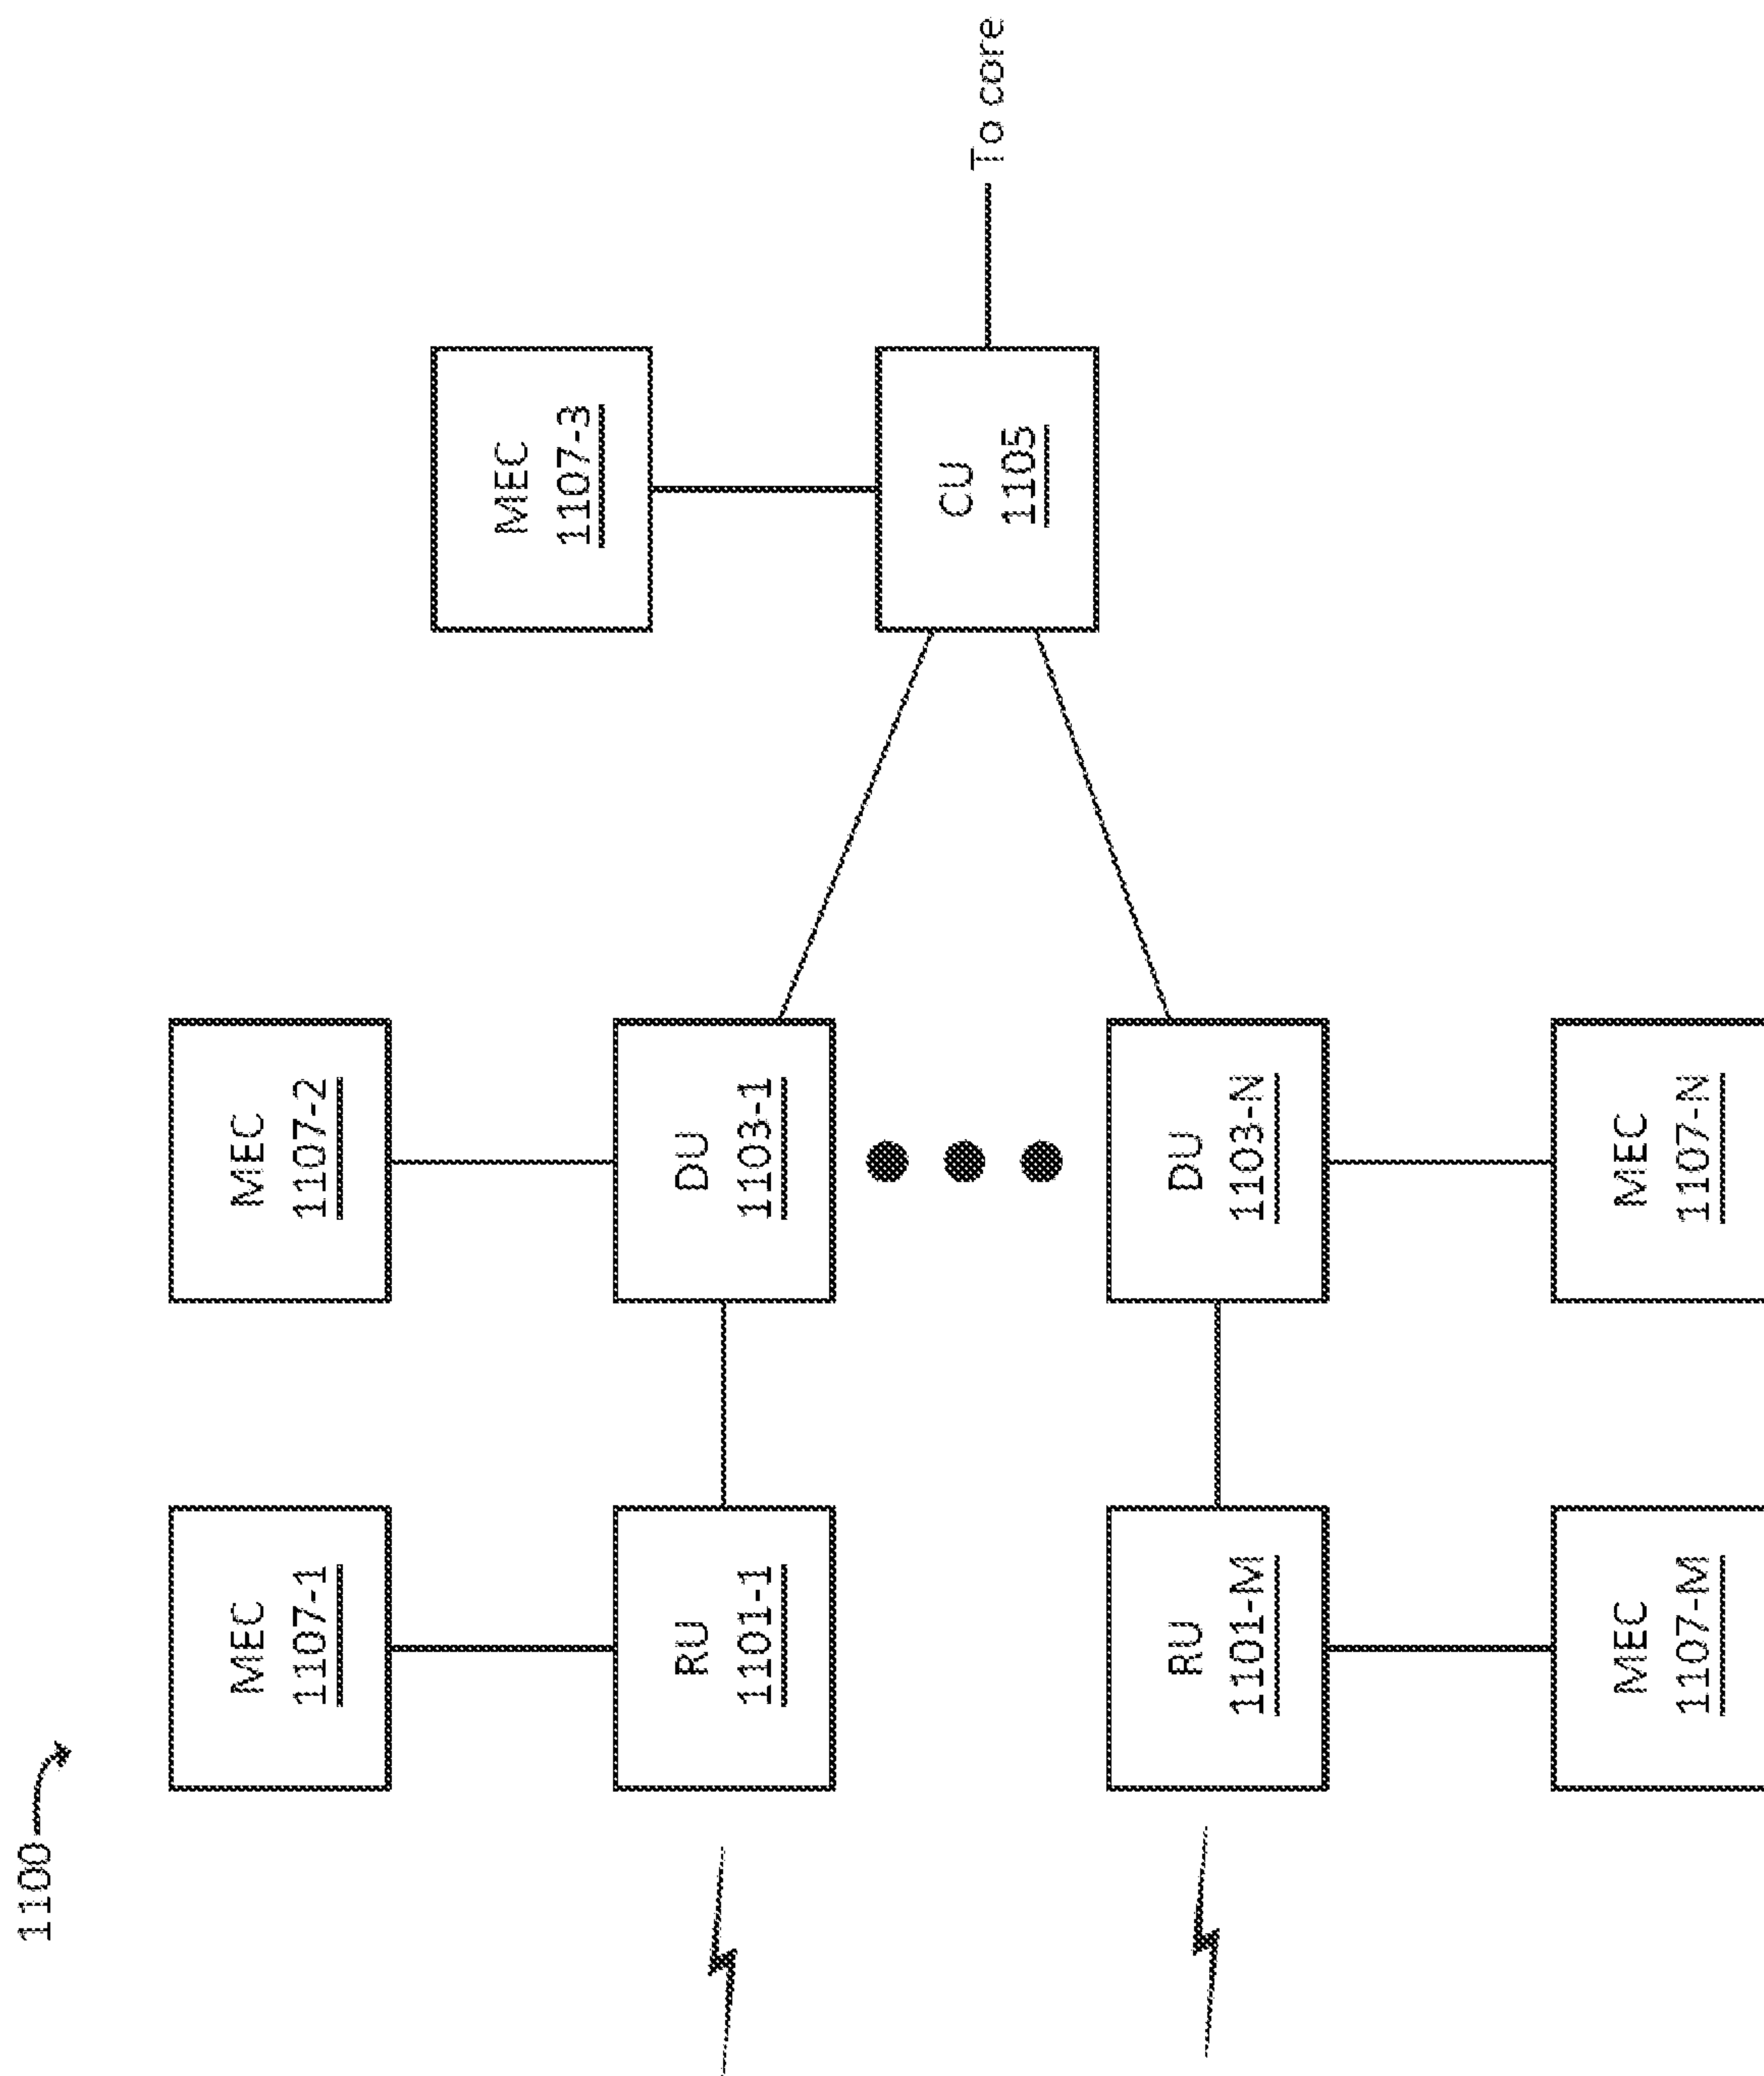 1100
MEC
1107-1
MEC
1107-2
MEC
1107-3
RU
1101-1
DU
1103-1
CU
1105
To core
RU
1101-M
DU
1103-N
MEC
1107-M
MEC
1107-N